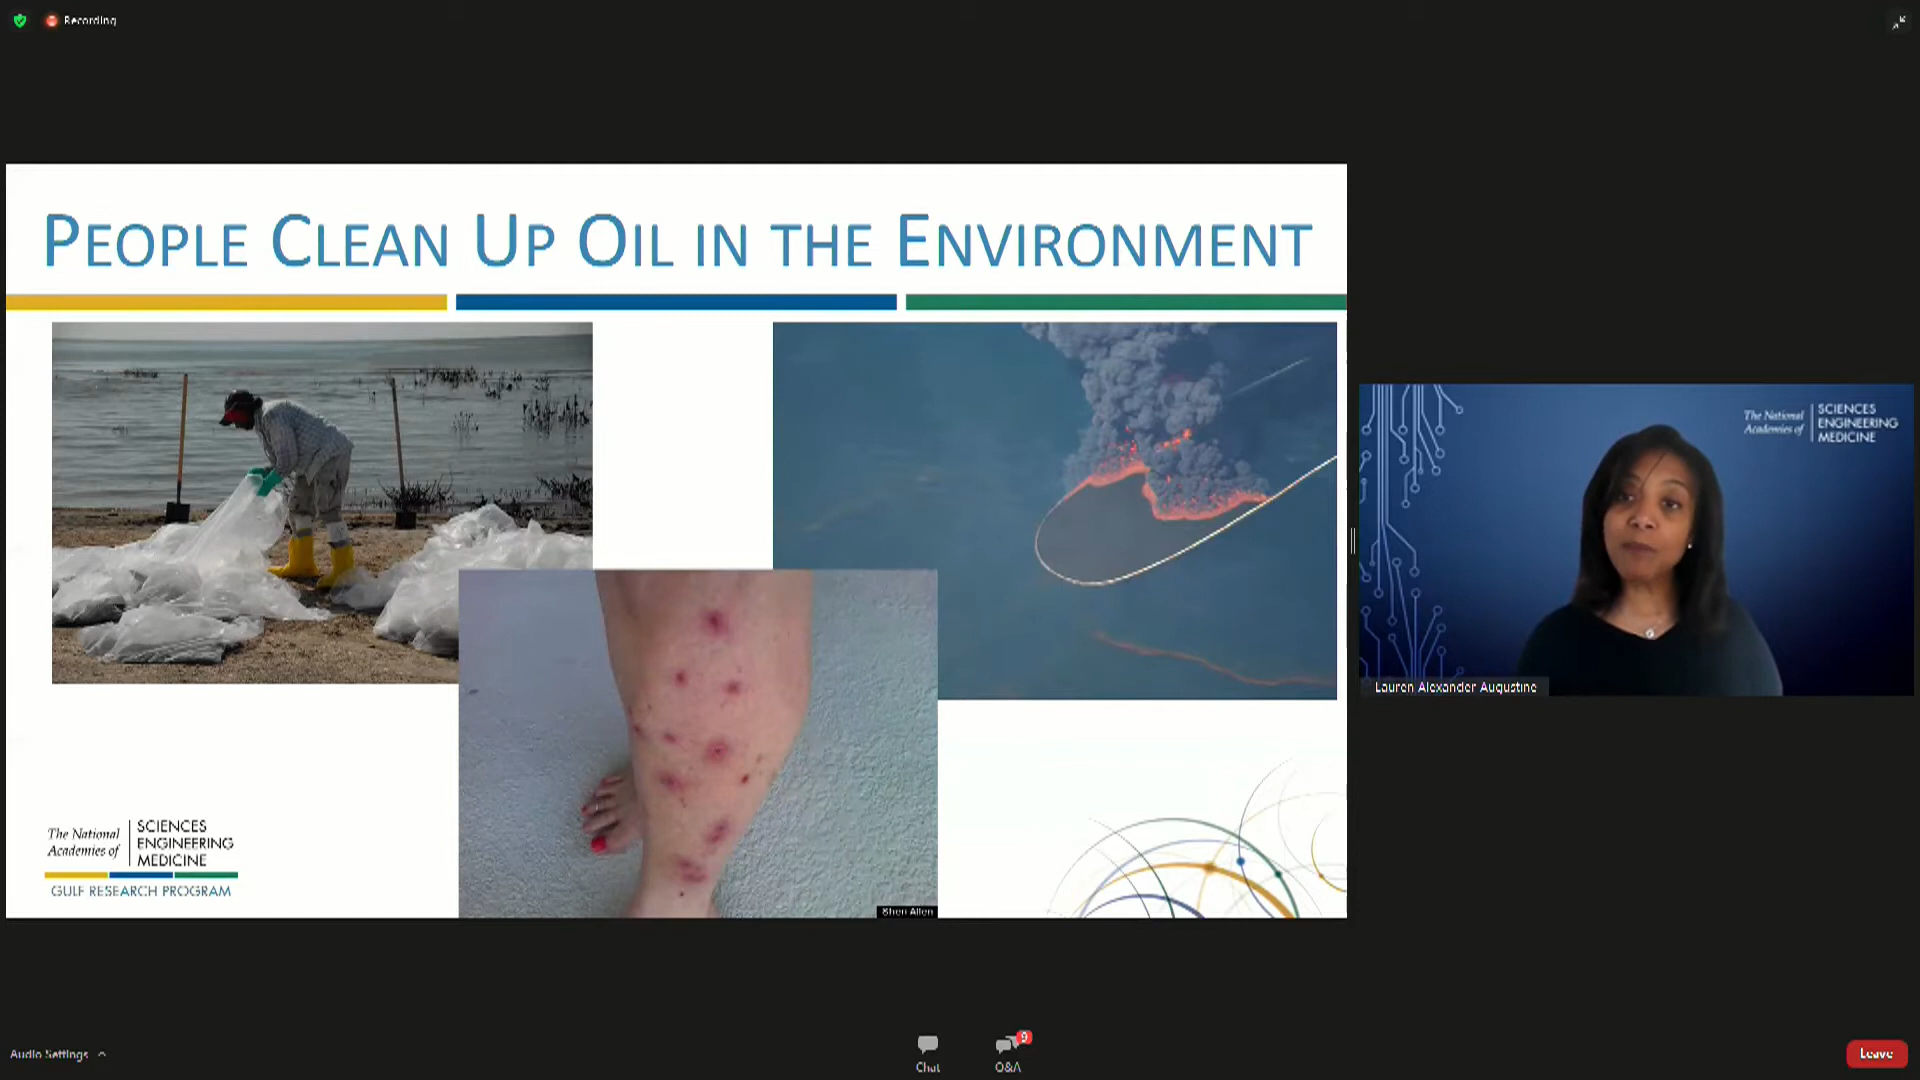 Recording
PEOPLE CLEAN UP OIL IN THE ENVIRONMENT
The National
Academies of
SCIENCES
ENGINEERING
MEDICINE
GULF RESEARCH PROGRAM
Sheri Allen
The National
Academies of
SCIENCES
ENGINEERING
MEDICINE
Lauren Alexander Augustine
Audio Settings
Chat
9
Q&A
Leave